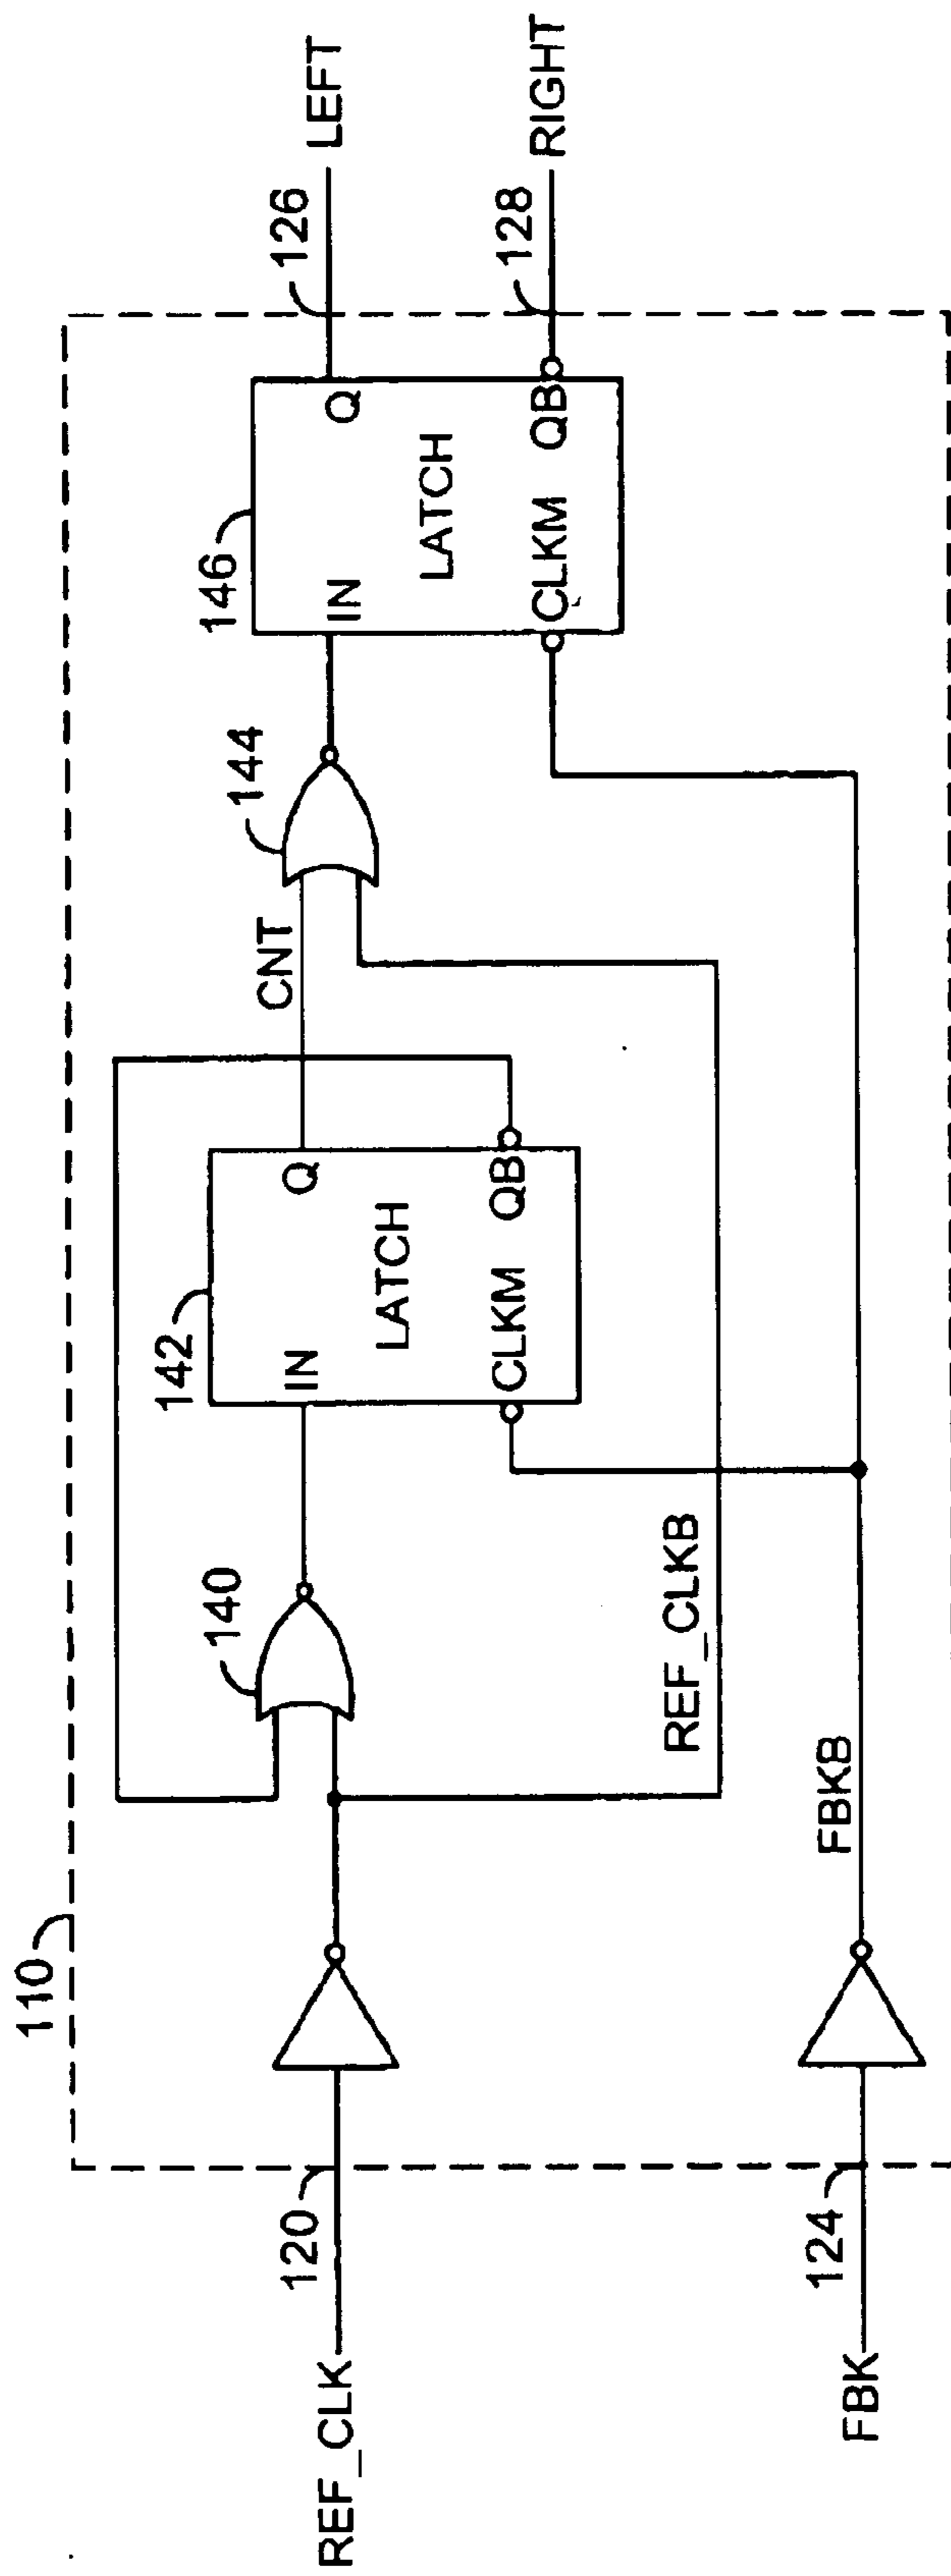 110
REF_CLK
120
140
IN
142
LATCH
Q
CLKM
QB
CNT
144
IN
146
LATCH
Q
CLKM
QB
126
LEFT
128
RIGHT
REF_CLKB
FBKB
FBK
124